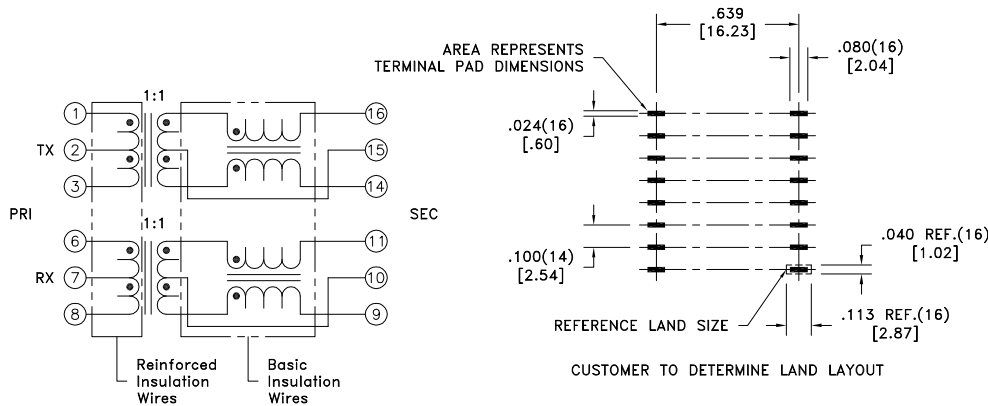 1:1
1
TX 2
3
16
15
14
PRI
SEC
1:1
6
RX 7
8
11
10
9
Reinforced
Insulation
Wires
Basic
Insulation
Wires
.639
[16.23]
AREA REPRESENTS
TERMINAL PAD DIMENSIONS
.080(16)
[2.04]
.024(16)
[.60]
.100(14)
[2.54]
.040 REF.(16)
[1.02]
REFERENCE LAND SIZE
.113 REF.(16)
[2.87]
CUSTOMER TO DETERMINE LAND LAYOUT